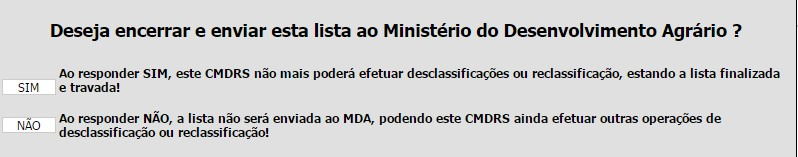 Deseja encerrar e enviar esta lista ao Ministério do Desenvolvimento Agrário ?
Ao responder SIM, este CMDRS não mais poderá efetuar desclassificações ou reclassificação, estando a lista finalizada
SIM e travada!
Ao responder NÃO, a lista não será enviada ao MDA, podendo este CMDRS ainda efetuar outras operações de
NÃO desclassificação ou reclassificação!